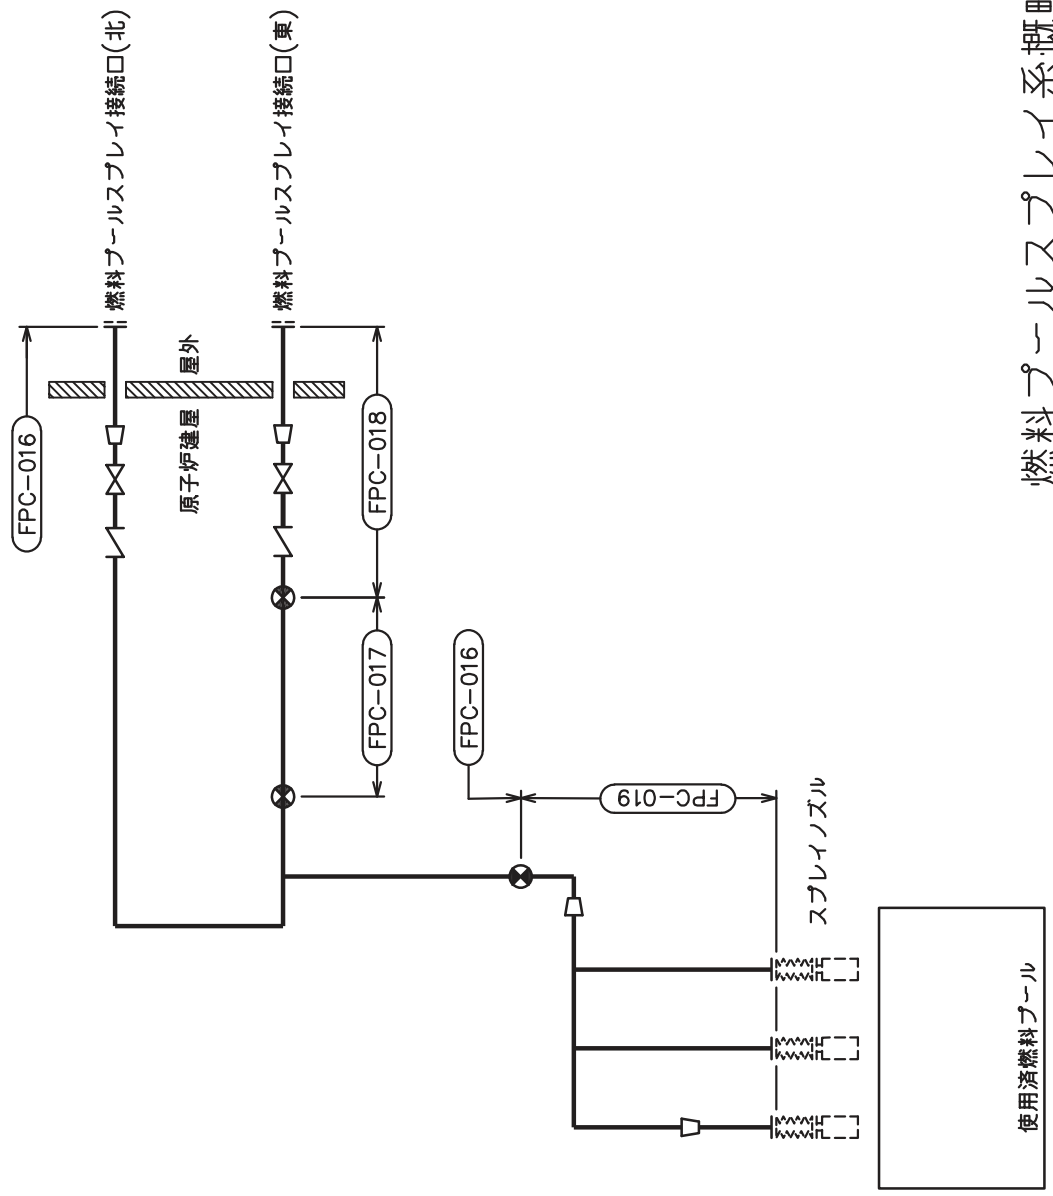 燃料プールスプレイ接続口(北)
燃料プールスプレイ接続口(東)
屋外
原子炉建屋
FPC-016
FPC-018
FPC-017
FPC-016
FPC-019
スプレイノズル
使用済燃料プール
燃料プールスプレイ系概